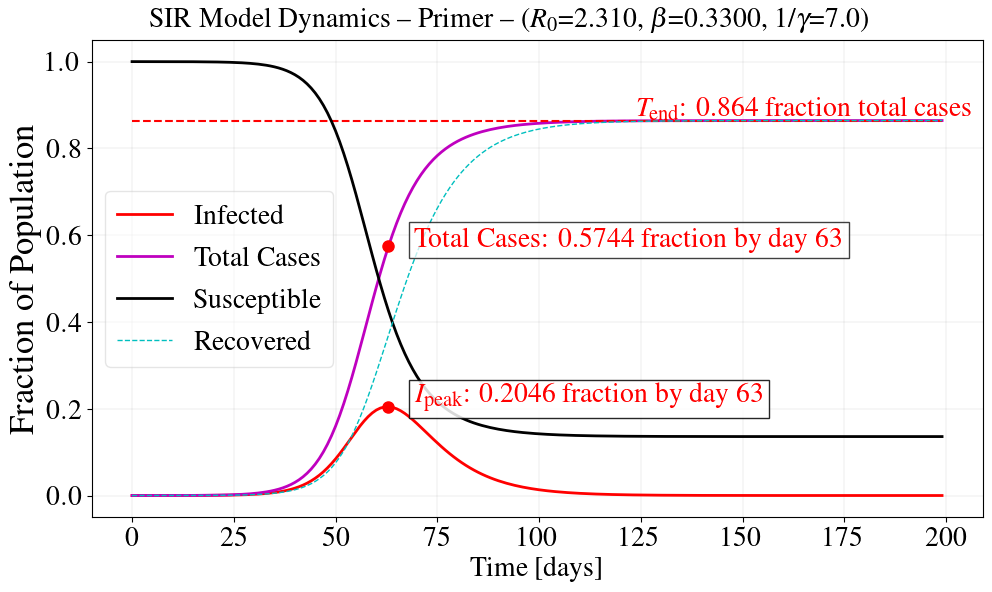 SIR Model Dynamics – Primer – (R₀=2.310, β=0.3300, 1/γ=7.0)
Fraction of Population
1.0
0.8
0.6
0.4
0.2
0.0
T_end: 0.864 fraction total cases
Total Cases: 0.5744 fraction by day 63
I_peak: 0.2046 fraction by day 63
Infected
Total Cases
Susceptible
Recovered
0 25 50 75 100 125 150 175 200
Time [days]